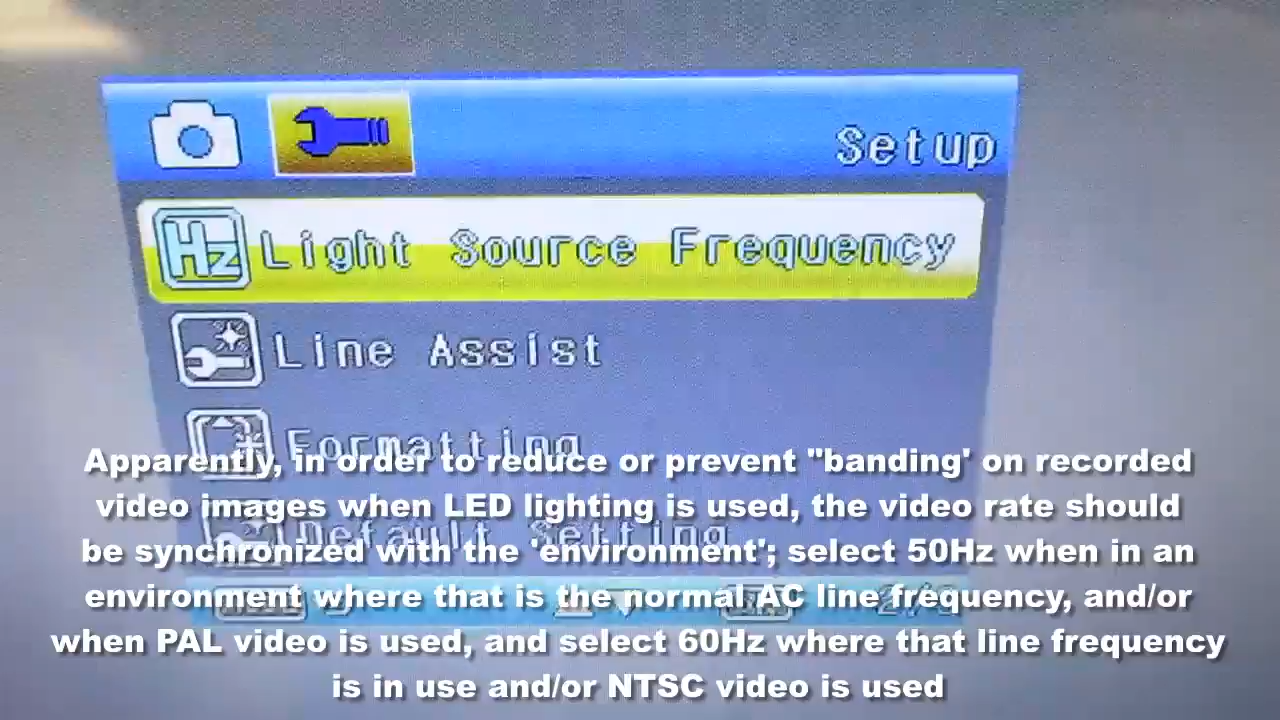 Setup
Hz Light Source Frequency
Line Assist
Formatting
Default Setting
Apparently, in order to reduce or prevent "banding' on recorded
video images when LED lighting is used, the video rate should
be synchronized with the 'environment'; select 50Hz when in an
environment where that is the normal AC line frequency, and/or
when PAL video is used, and select 60Hz where that line frequency
is in use and/or NTSC video is used